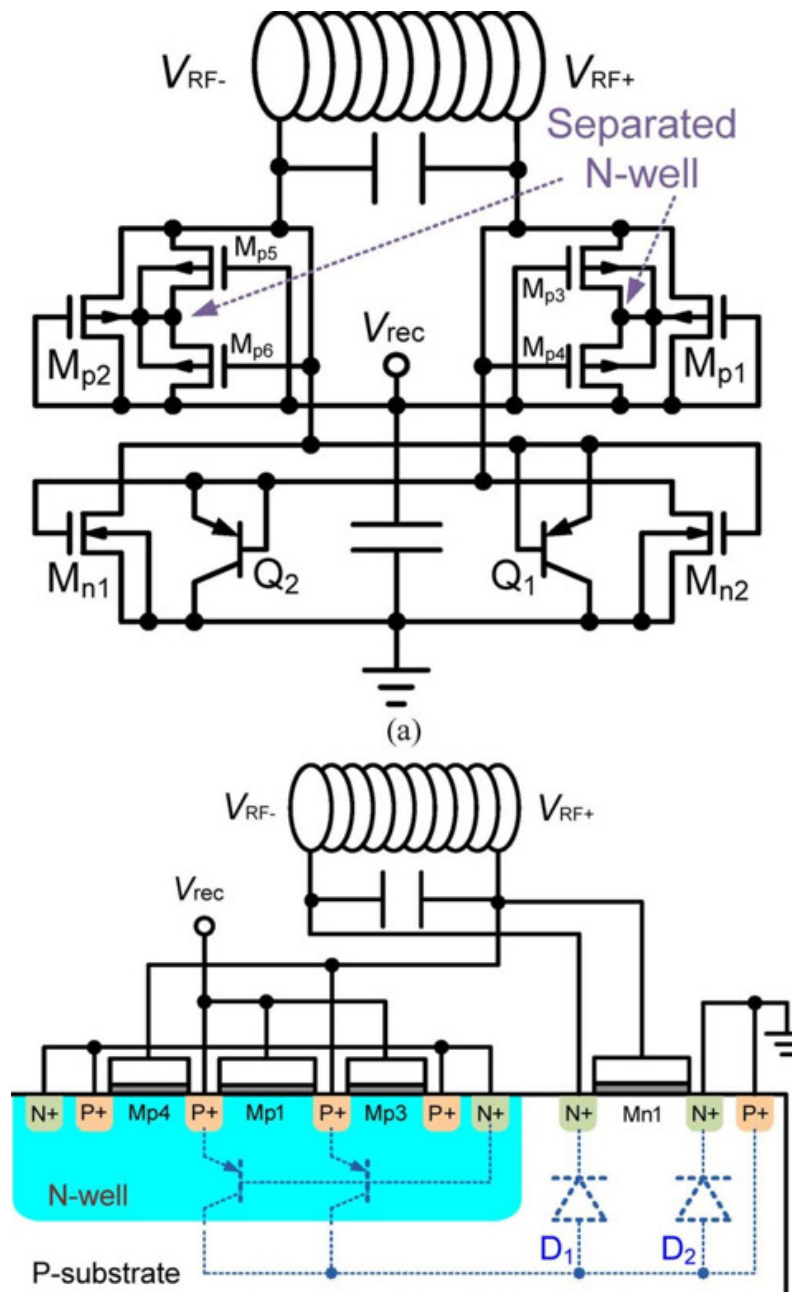 VRF- VRF+
Separated
N-well
Mp5
Mp3
Mp2 Mp6 Vrec Mp4 Mp1
Mn1 Q2 Q1 Mn2
(a)
VRF- VRF+
Vrec
N+ P+ Mp4 P+ Mp1 P+ Mp3 P+ N+ N+ Mn1 N+ P+
N-well
D1 D2
P-substrate